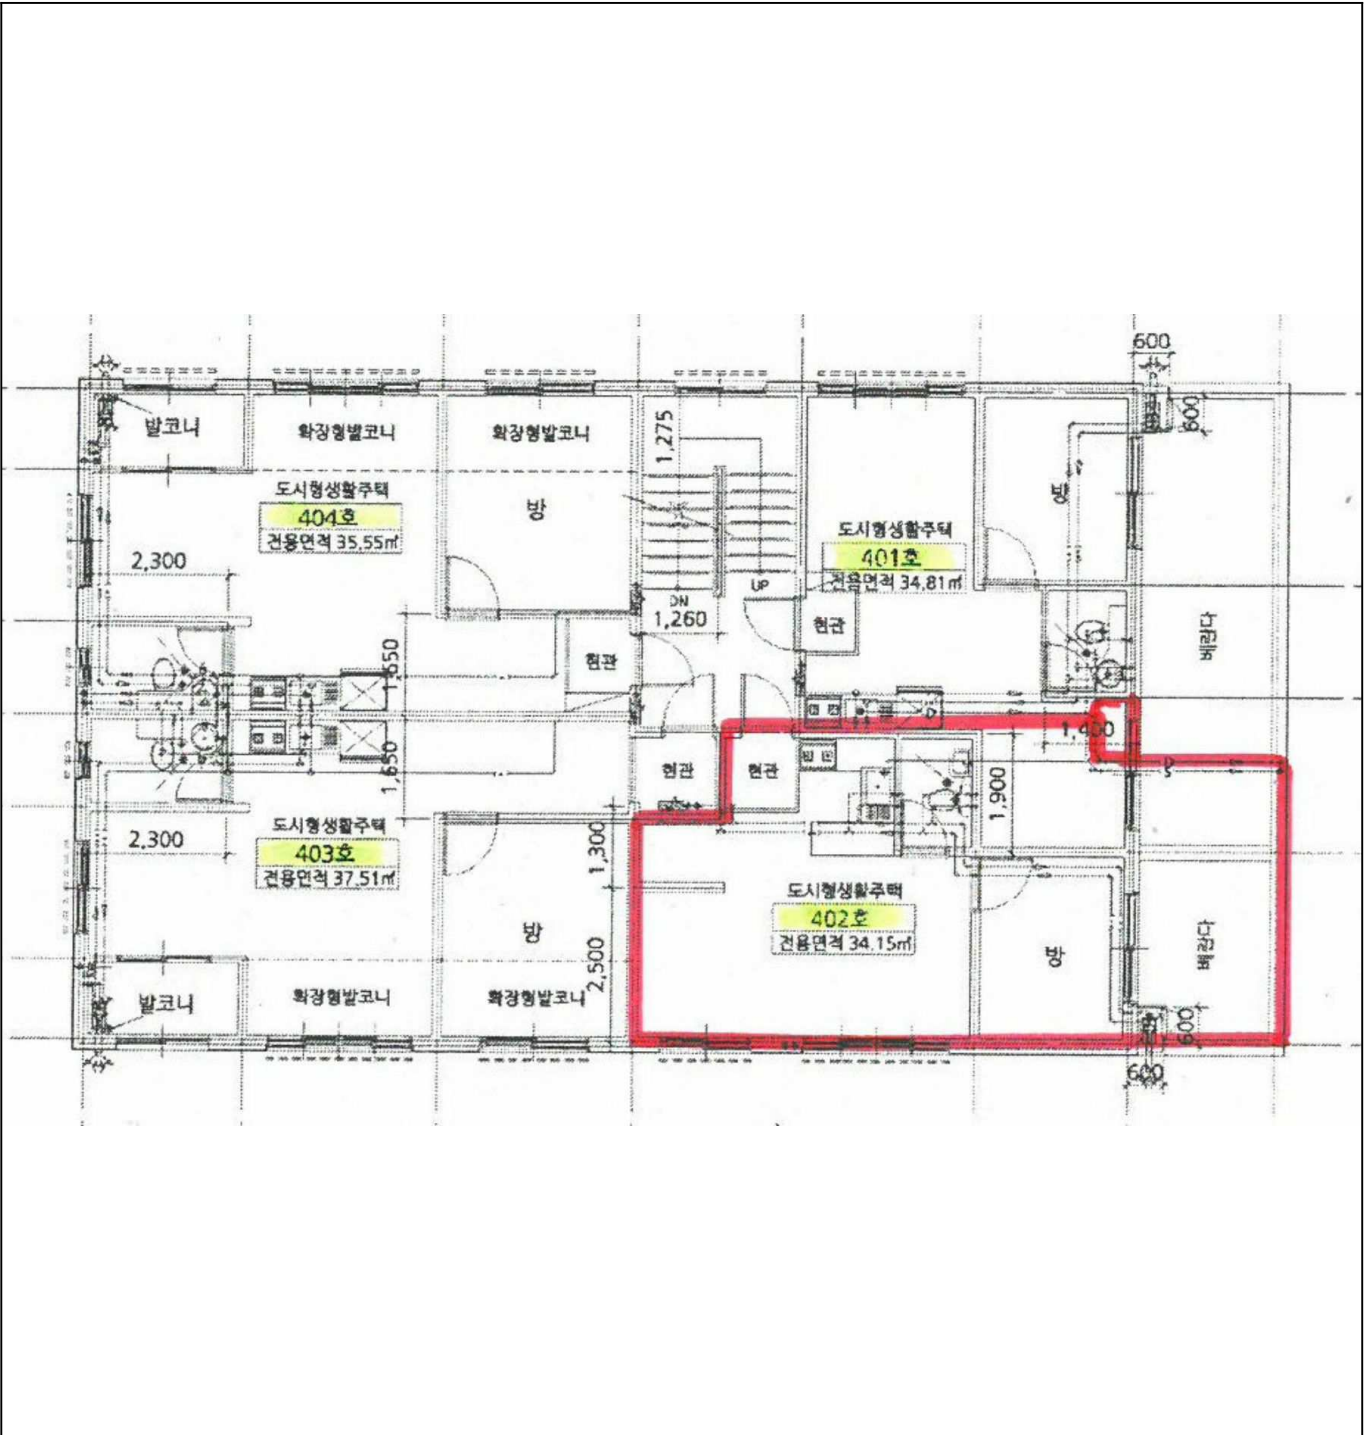 600
발코니
확장형발코니
확장형발코니
1,275
600
도시형생활주택
404호
전용면적 35.55㎡
방
방
도시형생활주택
401호
전용면적 34.81㎡
2,300
UP
DN
1,260
현관
베란다
1,650
현관
1,400
1,650
현관
현관
1,900
2,300
도시형생활주택
403호
전용면적 37.51㎡
1,300
도시형생활주택
402호
전용면적 34.15㎡
방
2,500
방
베란다
발코니
확장형발코니
확장형발코니
600
600